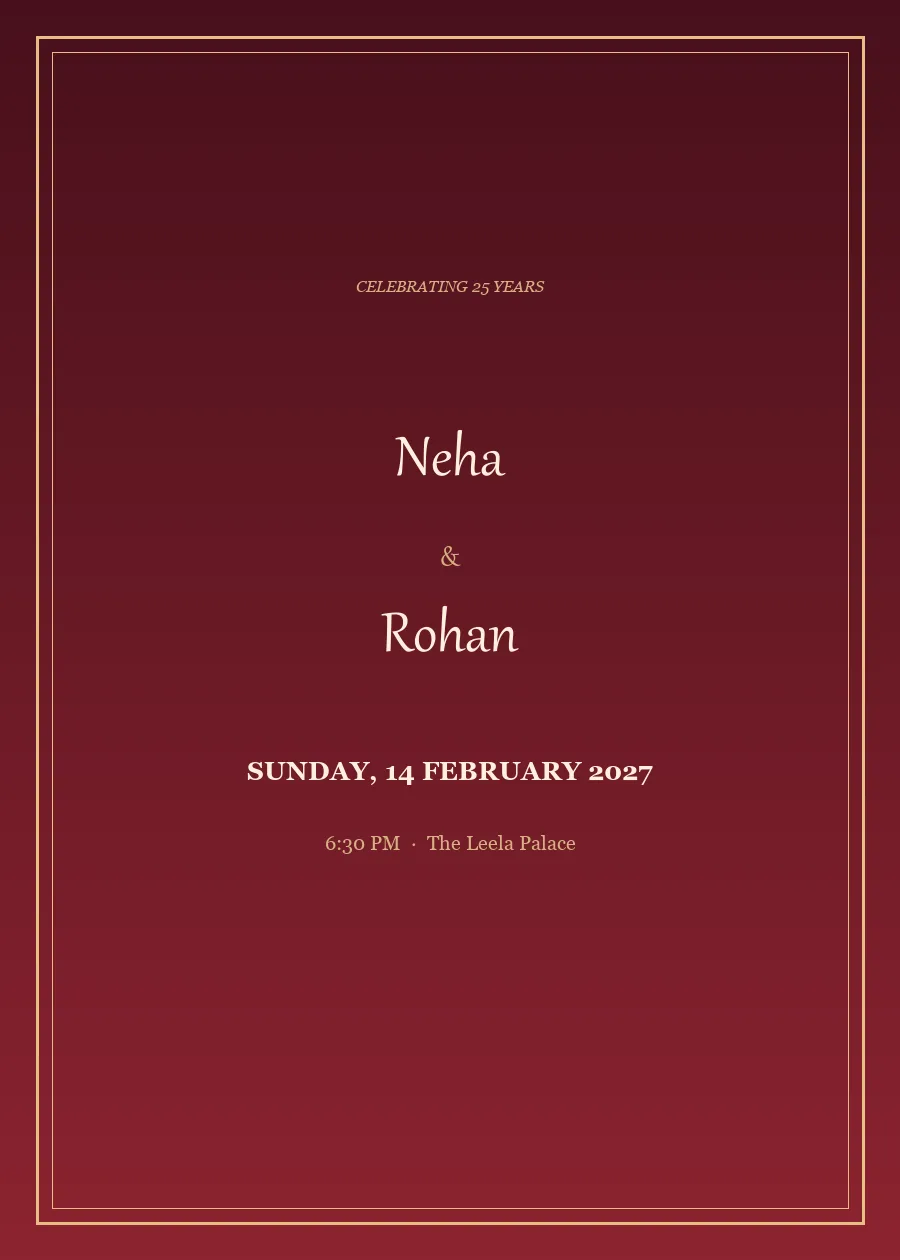 CELEBRATING 25 YEARS
Neha
&
Rohan
SUNDAY, 14 FEBRUARY 2027
6:30 PM · The Leela Palace